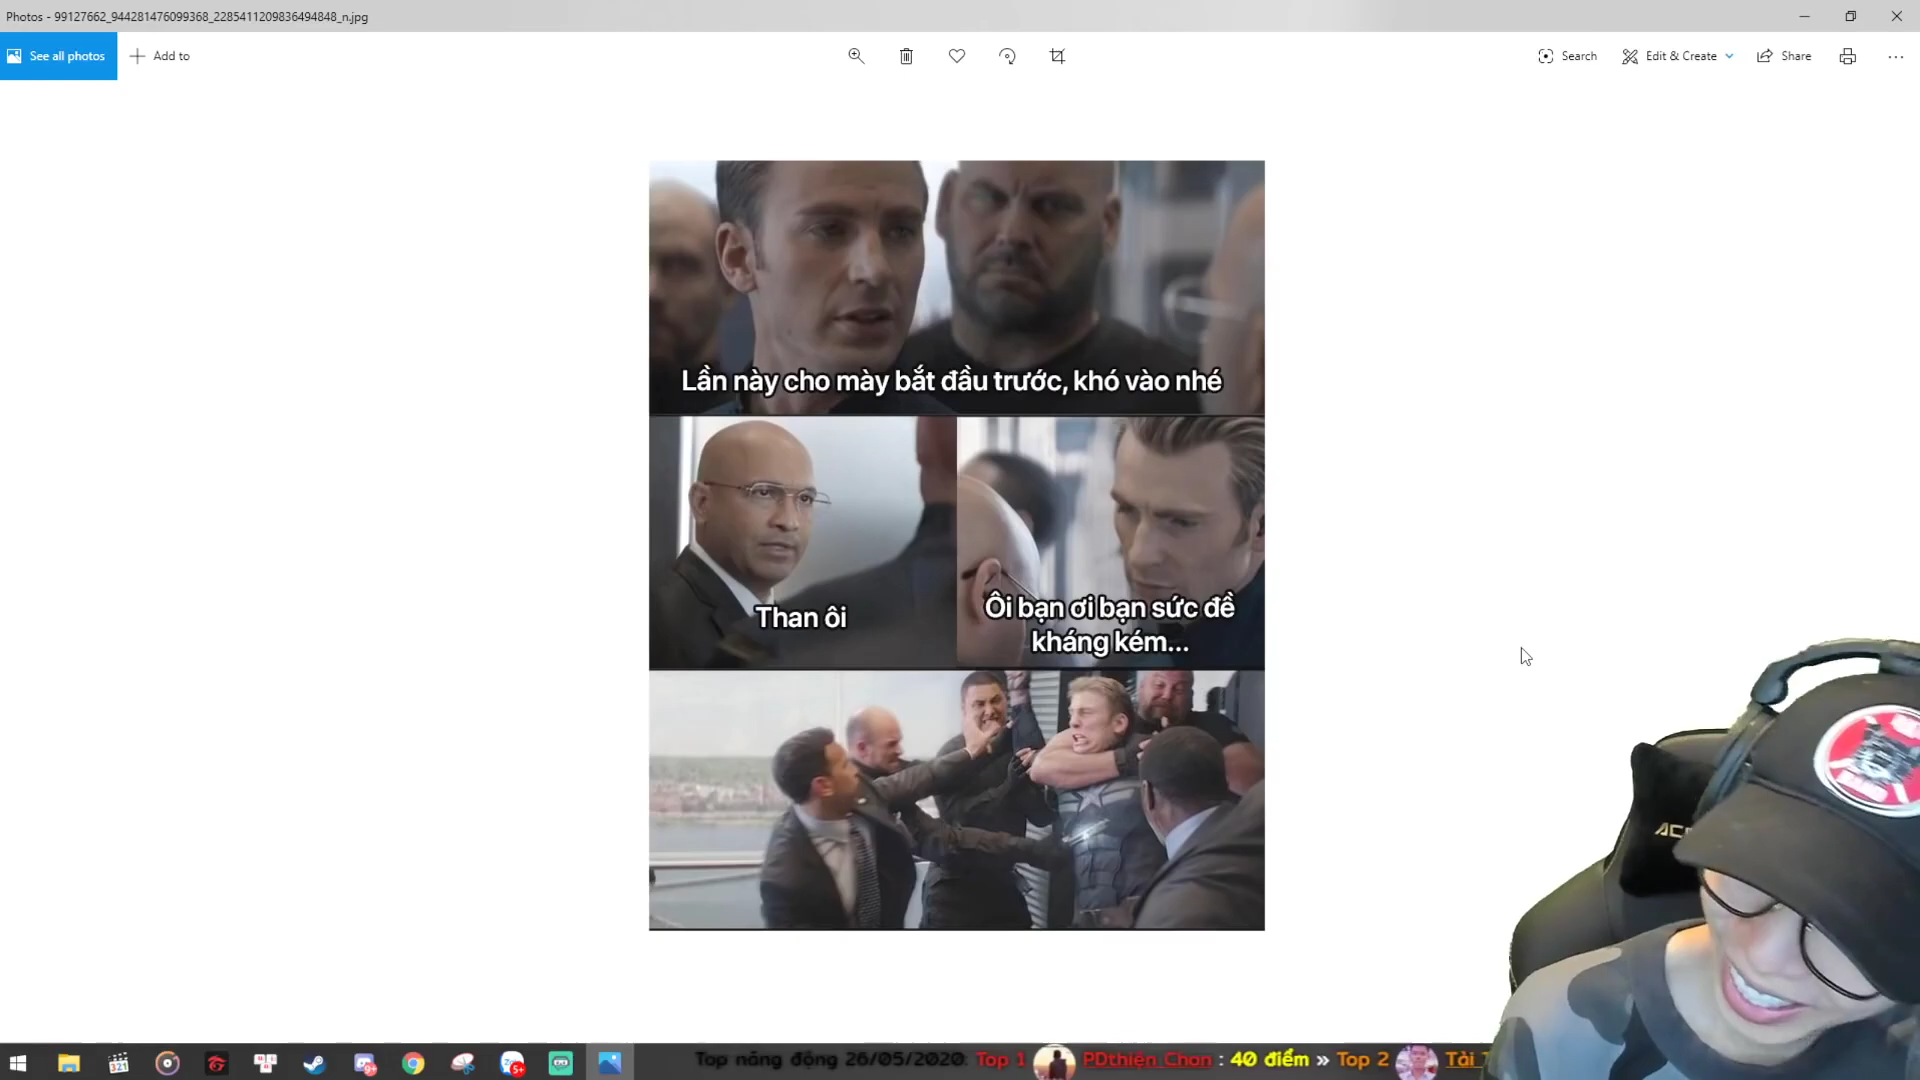 Photos - 99127662_944281476099368_2285411209836494848_n.jpg
See all photos
Add to
Search
Edit & Create
Share
Lần này cho mày bắt đầu trước, khó vào nhé
Than ôi
Ôi bạn ơi bạn sức đề
kháng kém...
Top năng động 26/05/2020: Top 1 PDthiện Chan : 40 điểm » Top 2 Tài